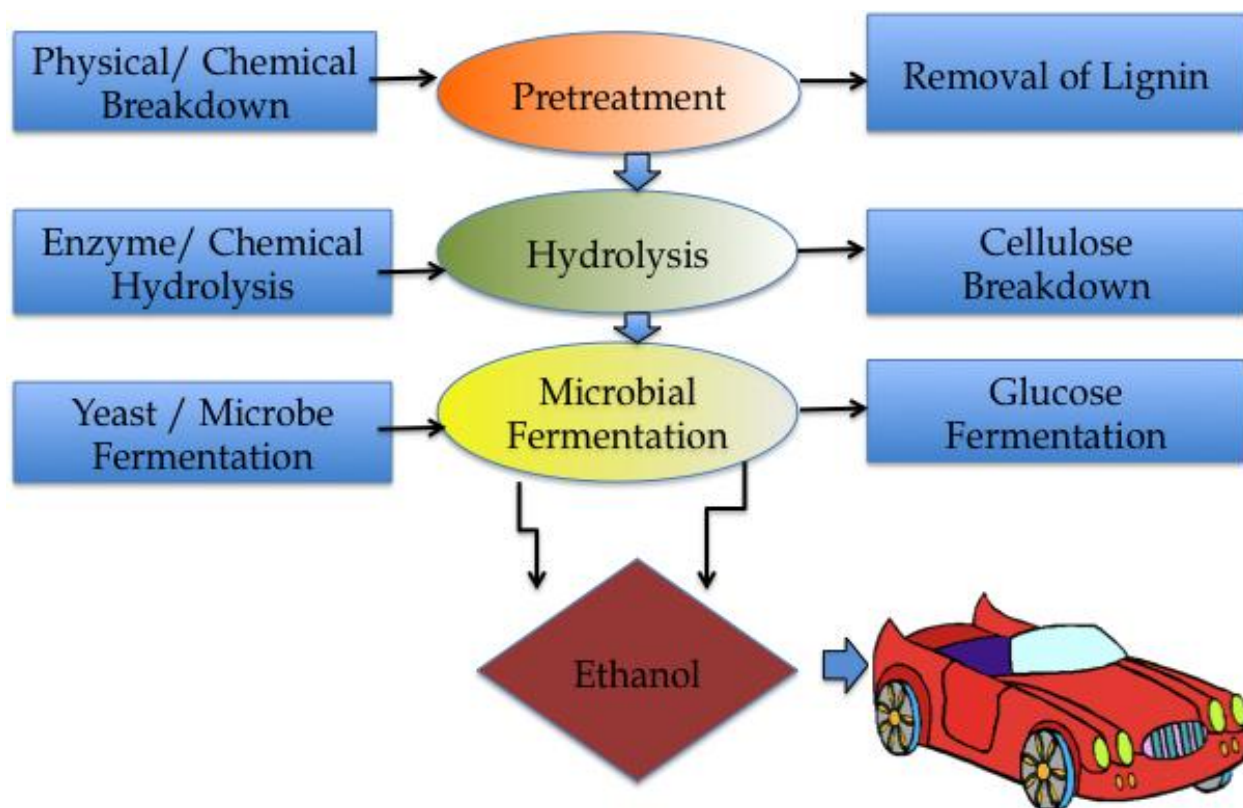 Physical/ Chemical
Breakdown
Pretreatment
Removal of Lignin
Enzyme/ Chemical
Hydrolysis
Hydrolysis
Cellulose
Breakdown
Yeast / Microbe
Fermentation
Microbial
Fermentation
Glucose
Fermentation
Ethanol